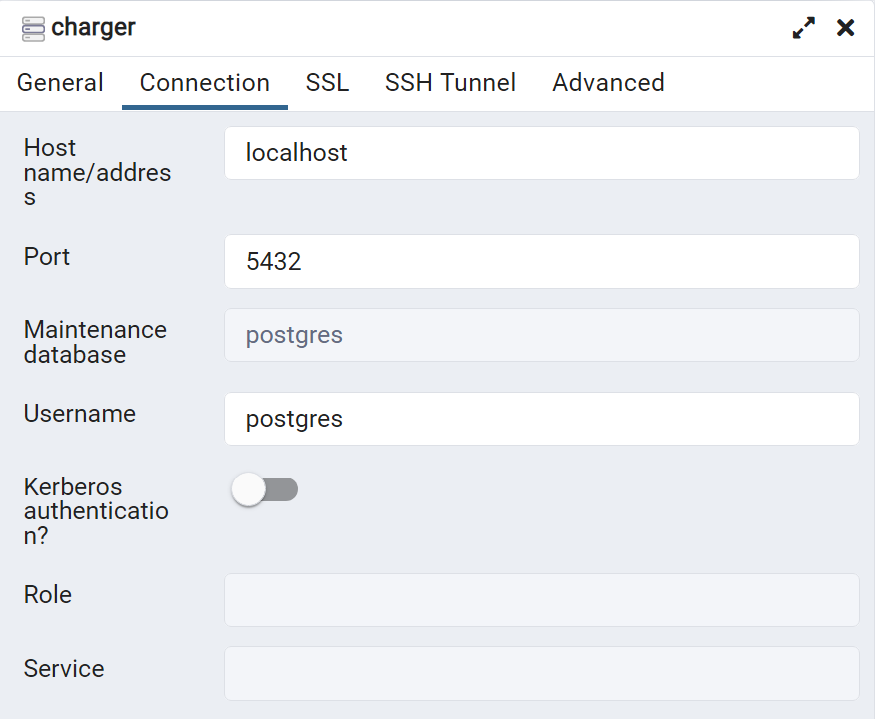 charger
General Connection SSL SSH Tunnel Advanced
Host
name/addres
s
localhost
Port
5432
Maintenance
database
postgres
Username
postgres
Kerberos
authenticatio
n?
Role
Service